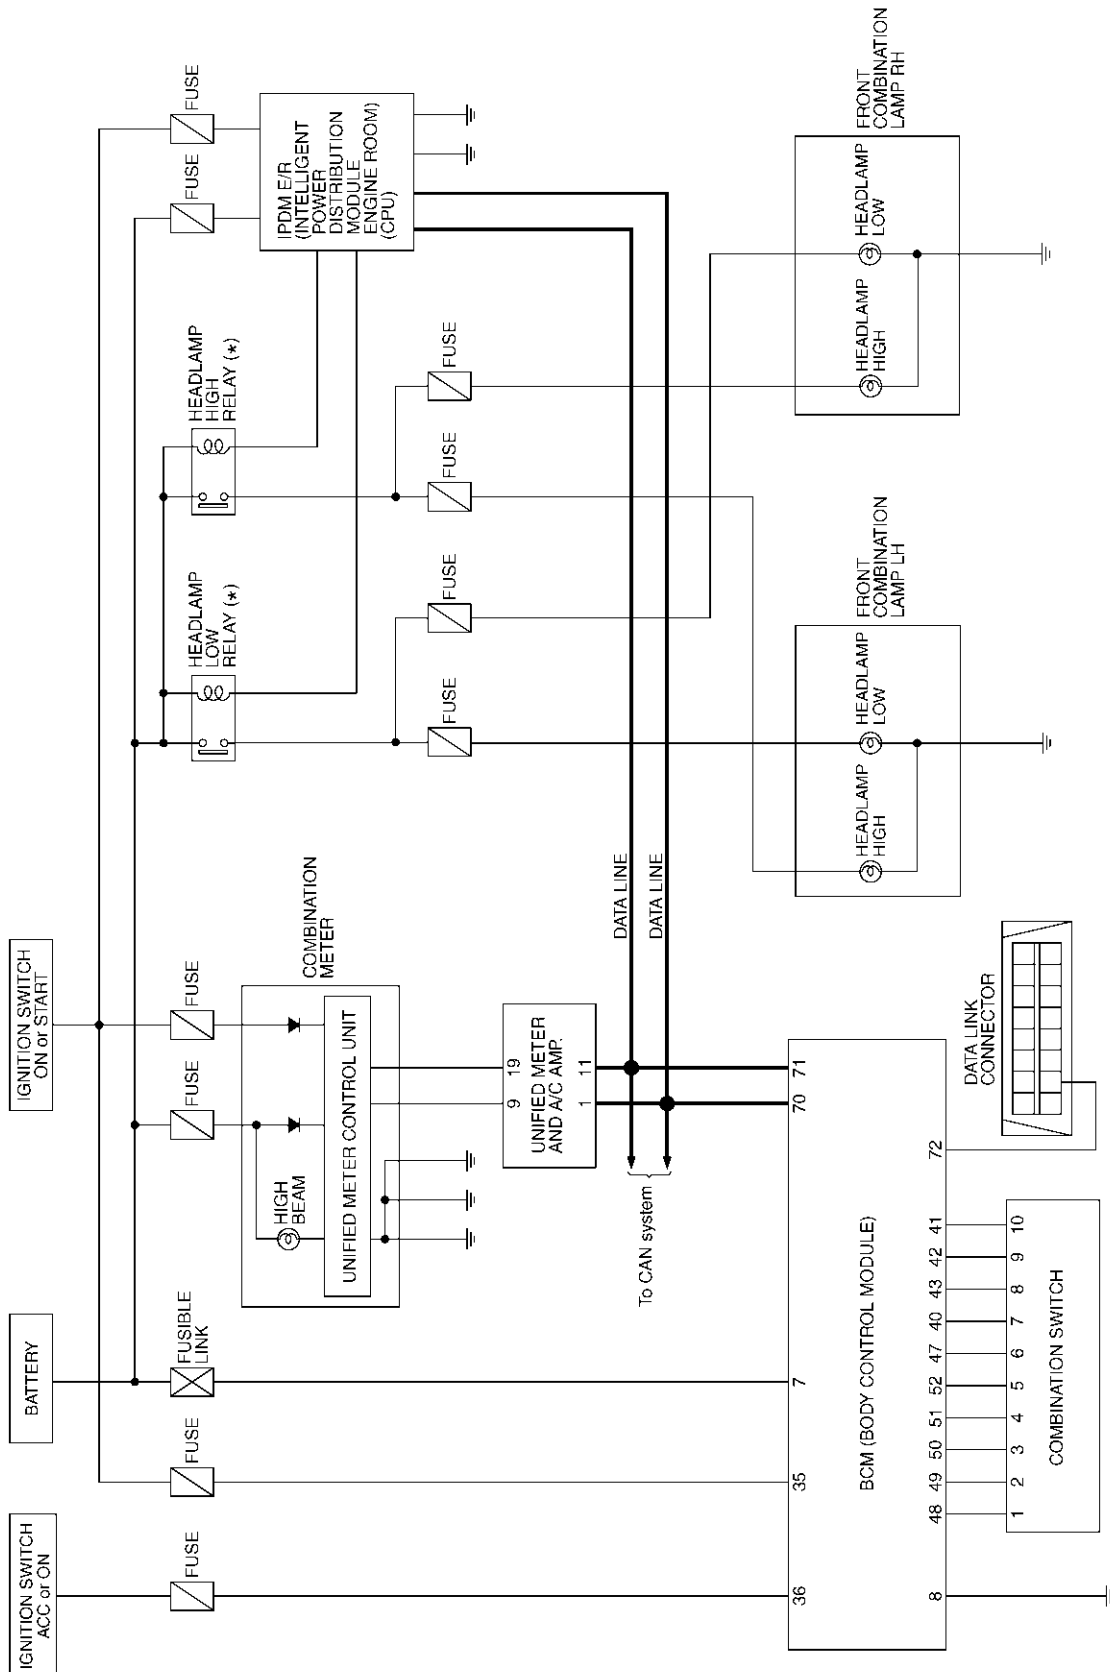 IGNITION SWITCH
ACC or ON
BATTERY
IGNITION SWITCH
ON or START
FUSE
FUSE
FUSIBLE
LINK
FUSE
FUSE
HEADLAMP
LOW
RELAY (*)
HEADLAMP
HIGH
RELAY (*)
FUSE
FUSE
HIGH
BEAM
UNIFIED METER CONTROL UNIT
COMBINATION
METER
IPDM E/R
(INTELLIGENT
POWER
DISTRIBUTION
MODULE
ENGINE ROOM)
(CPU)
FUSE
FUSE
FUSE
FUSE
9
19
UNIFIED METER
AND A/C AMP.
1
11
DATA LINE
DATA LINE
To CAN system
36
35
7
70
71
BCM (BODY CONTROL MODULE)
8
48
49
50
51
52
47
40
43
42
41
72
1
2
3
4
5
6
7
8
9
10
COMBINATION SWITCH
DATA LINK
CONNECTOR
HEADLAMP
HIGH
HEADLAMP
LOW
FRONT
COMBINATION
LAMP LH
HEADLAMP
HIGH
HEADLAMP
LOW
FRONT
COMBINATION
LAMP RH